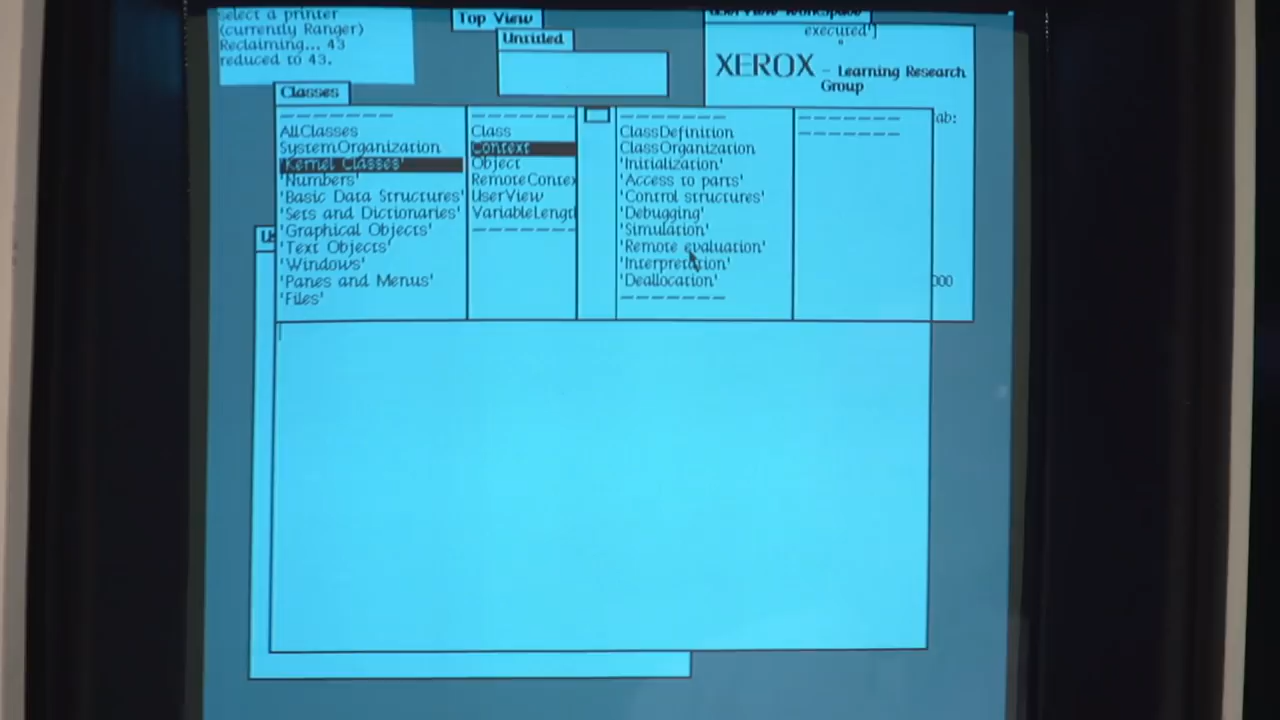 select a printer
(currently Ranger)
Reclaiming... 43
reduced to 43.
Top View
Untitled
UserView workspace
executed']
"
XEROX - Learning Research
Group
Classes
AllClasses
SystemOrganization
'Kernel Classes'
'Numbers'
'Basic Data Structures'
'Sets and Dictionaries'
'Graphical Objects'
'Text Objects'
'Windows'
'Panes and Menus'
'Files'
Class
Context
Object
RemoteContex
UserView
VariableLengt
ClassDefinition
ClassOrganization
'Initialization'
'Access to parts'
'Control structures'
'Debugging'
'Simulation'
'Remote evaluation'
'Interpretation'
'Deallocation'
ab:
000